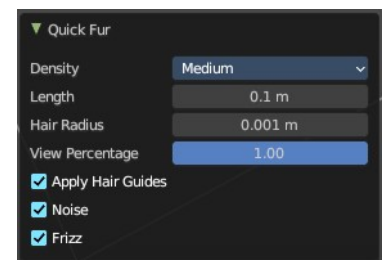 Quick Fur
Density Medium
Length 0.1 m
Hair Radius 0.001 m
View Percentage 1.00
Apply Hair Guides
Noise
Frizz